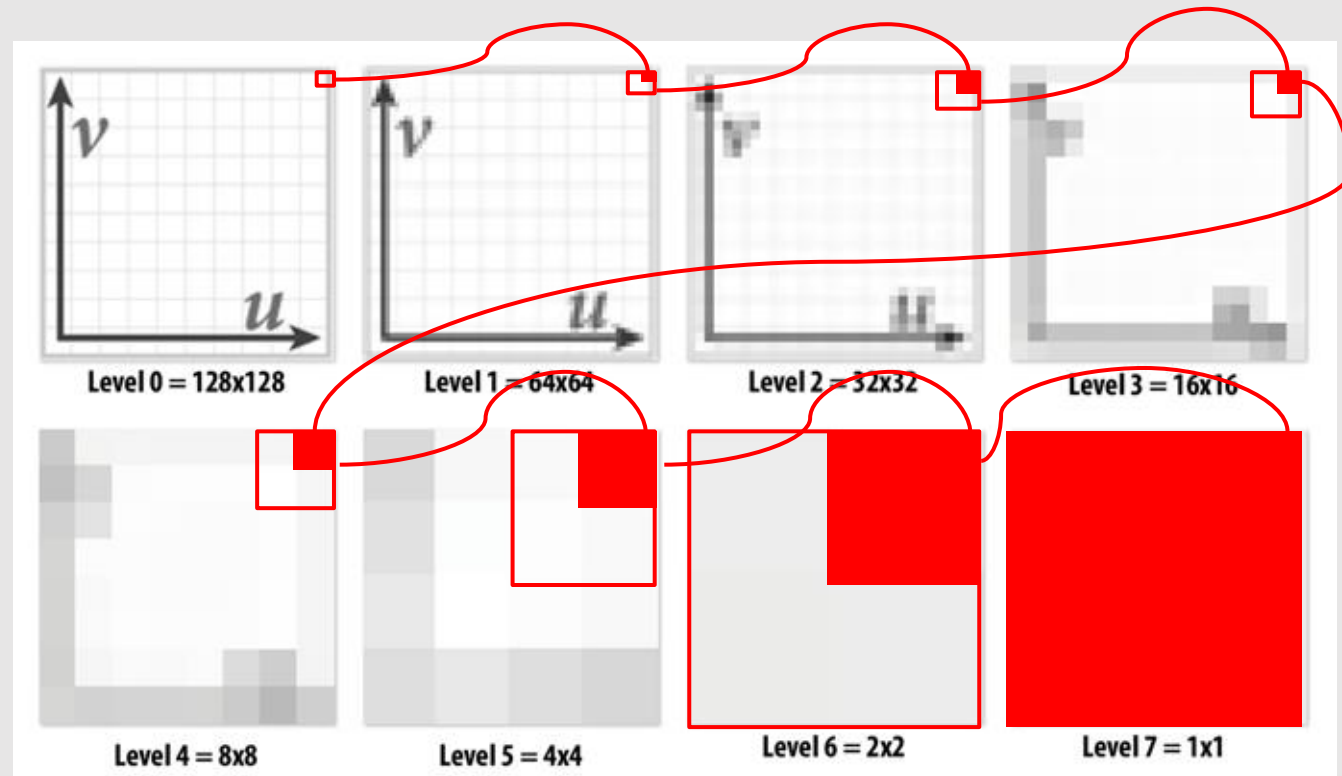 v
u
Level 0 = 128x128
v
u
Level 1 = 64x64
v
u
Level 2 = 32x32
Level 3 = 16x16
Level 4 = 8x8
Level 5 = 4x4
Level 6 = 2x2
Level 7 = 1x1